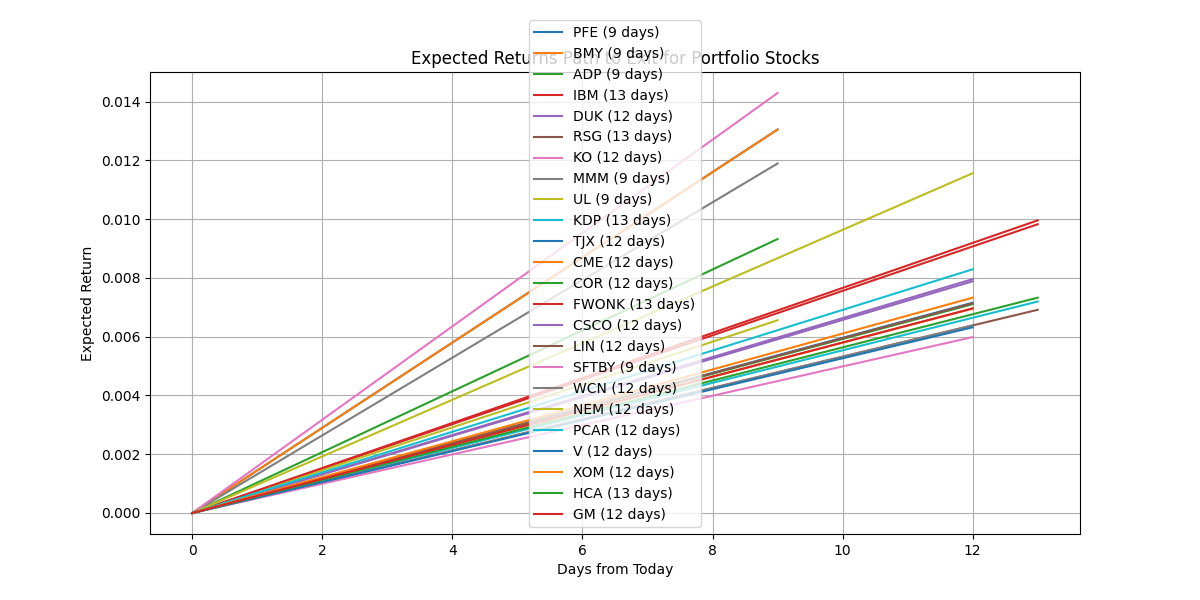 Expected Returns Path to Exit for Portfolio Stocks
PFE (9 days)
BMY (9 days)
ADP (9 days)
IBM (13 days)
DUK (12 days)
RSG (13 days)
KO (12 days)
MMM (9 days)
UL (9 days)
KDP (13 days)
TJX (12 days)
CME (12 days)
COR (12 days)
FWONK (13 days)
CSCO (12 days)
LIN (12 days)
SFTBY (9 days)
WCN (12 days)
NEM (12 days)
PCAR (12 days)
V (12 days)
XOM (12 days)
HCA (13 days)
GM (12 days)
Expected Return
0.014
0.012
0.010
0.008
0.006
0.004
0.002
0.000
0 2 4 6 8 10 12
Days from Today